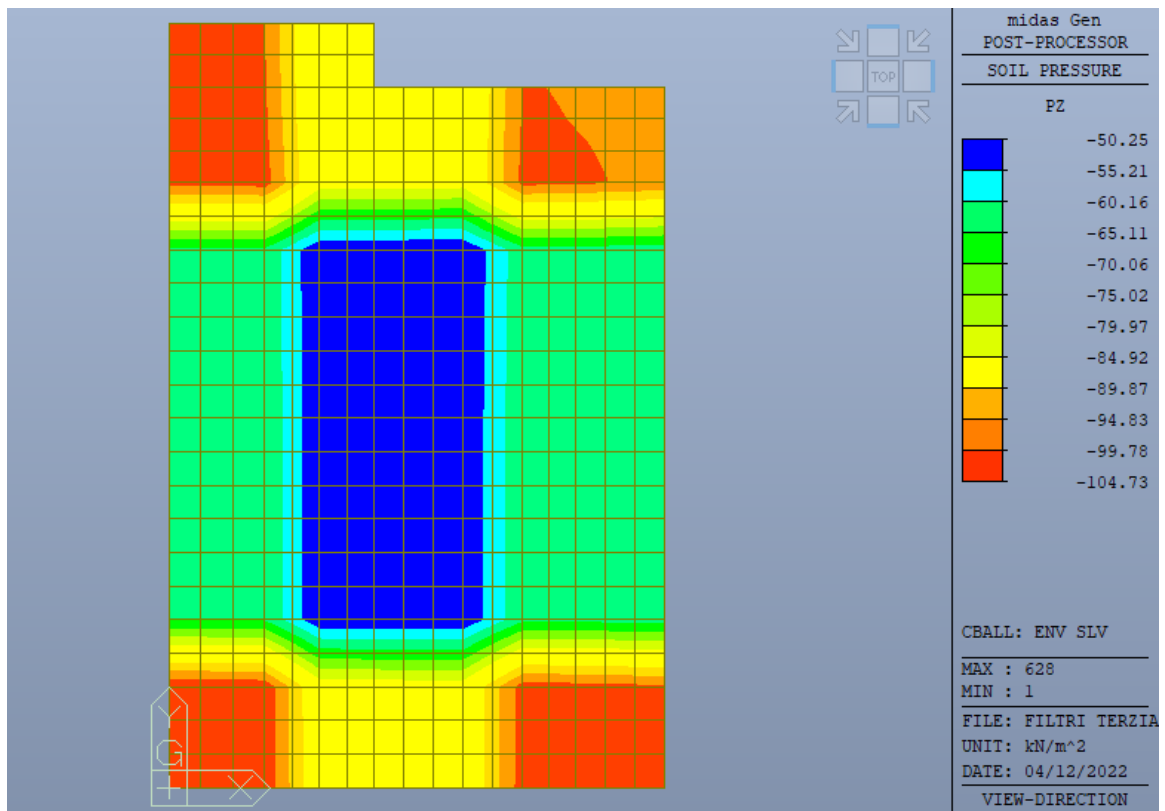 midas Gen
POST-PROCESSOR
SOIL PRESSURE
PZ
-50.25
-55.21
-60.16
-65.11
-70.06
-75.02
-79.97
-84.92
-89.87
-94.83
-99.78
-104.73
CBALL: ENV SLV
MAX : 628
MIN : 1
FILE: FILTRI TERZIA
UNIT: kN/m^2
DATE: 04/12/2022
VIEW-DIRECTION
TOP
Y
G
X